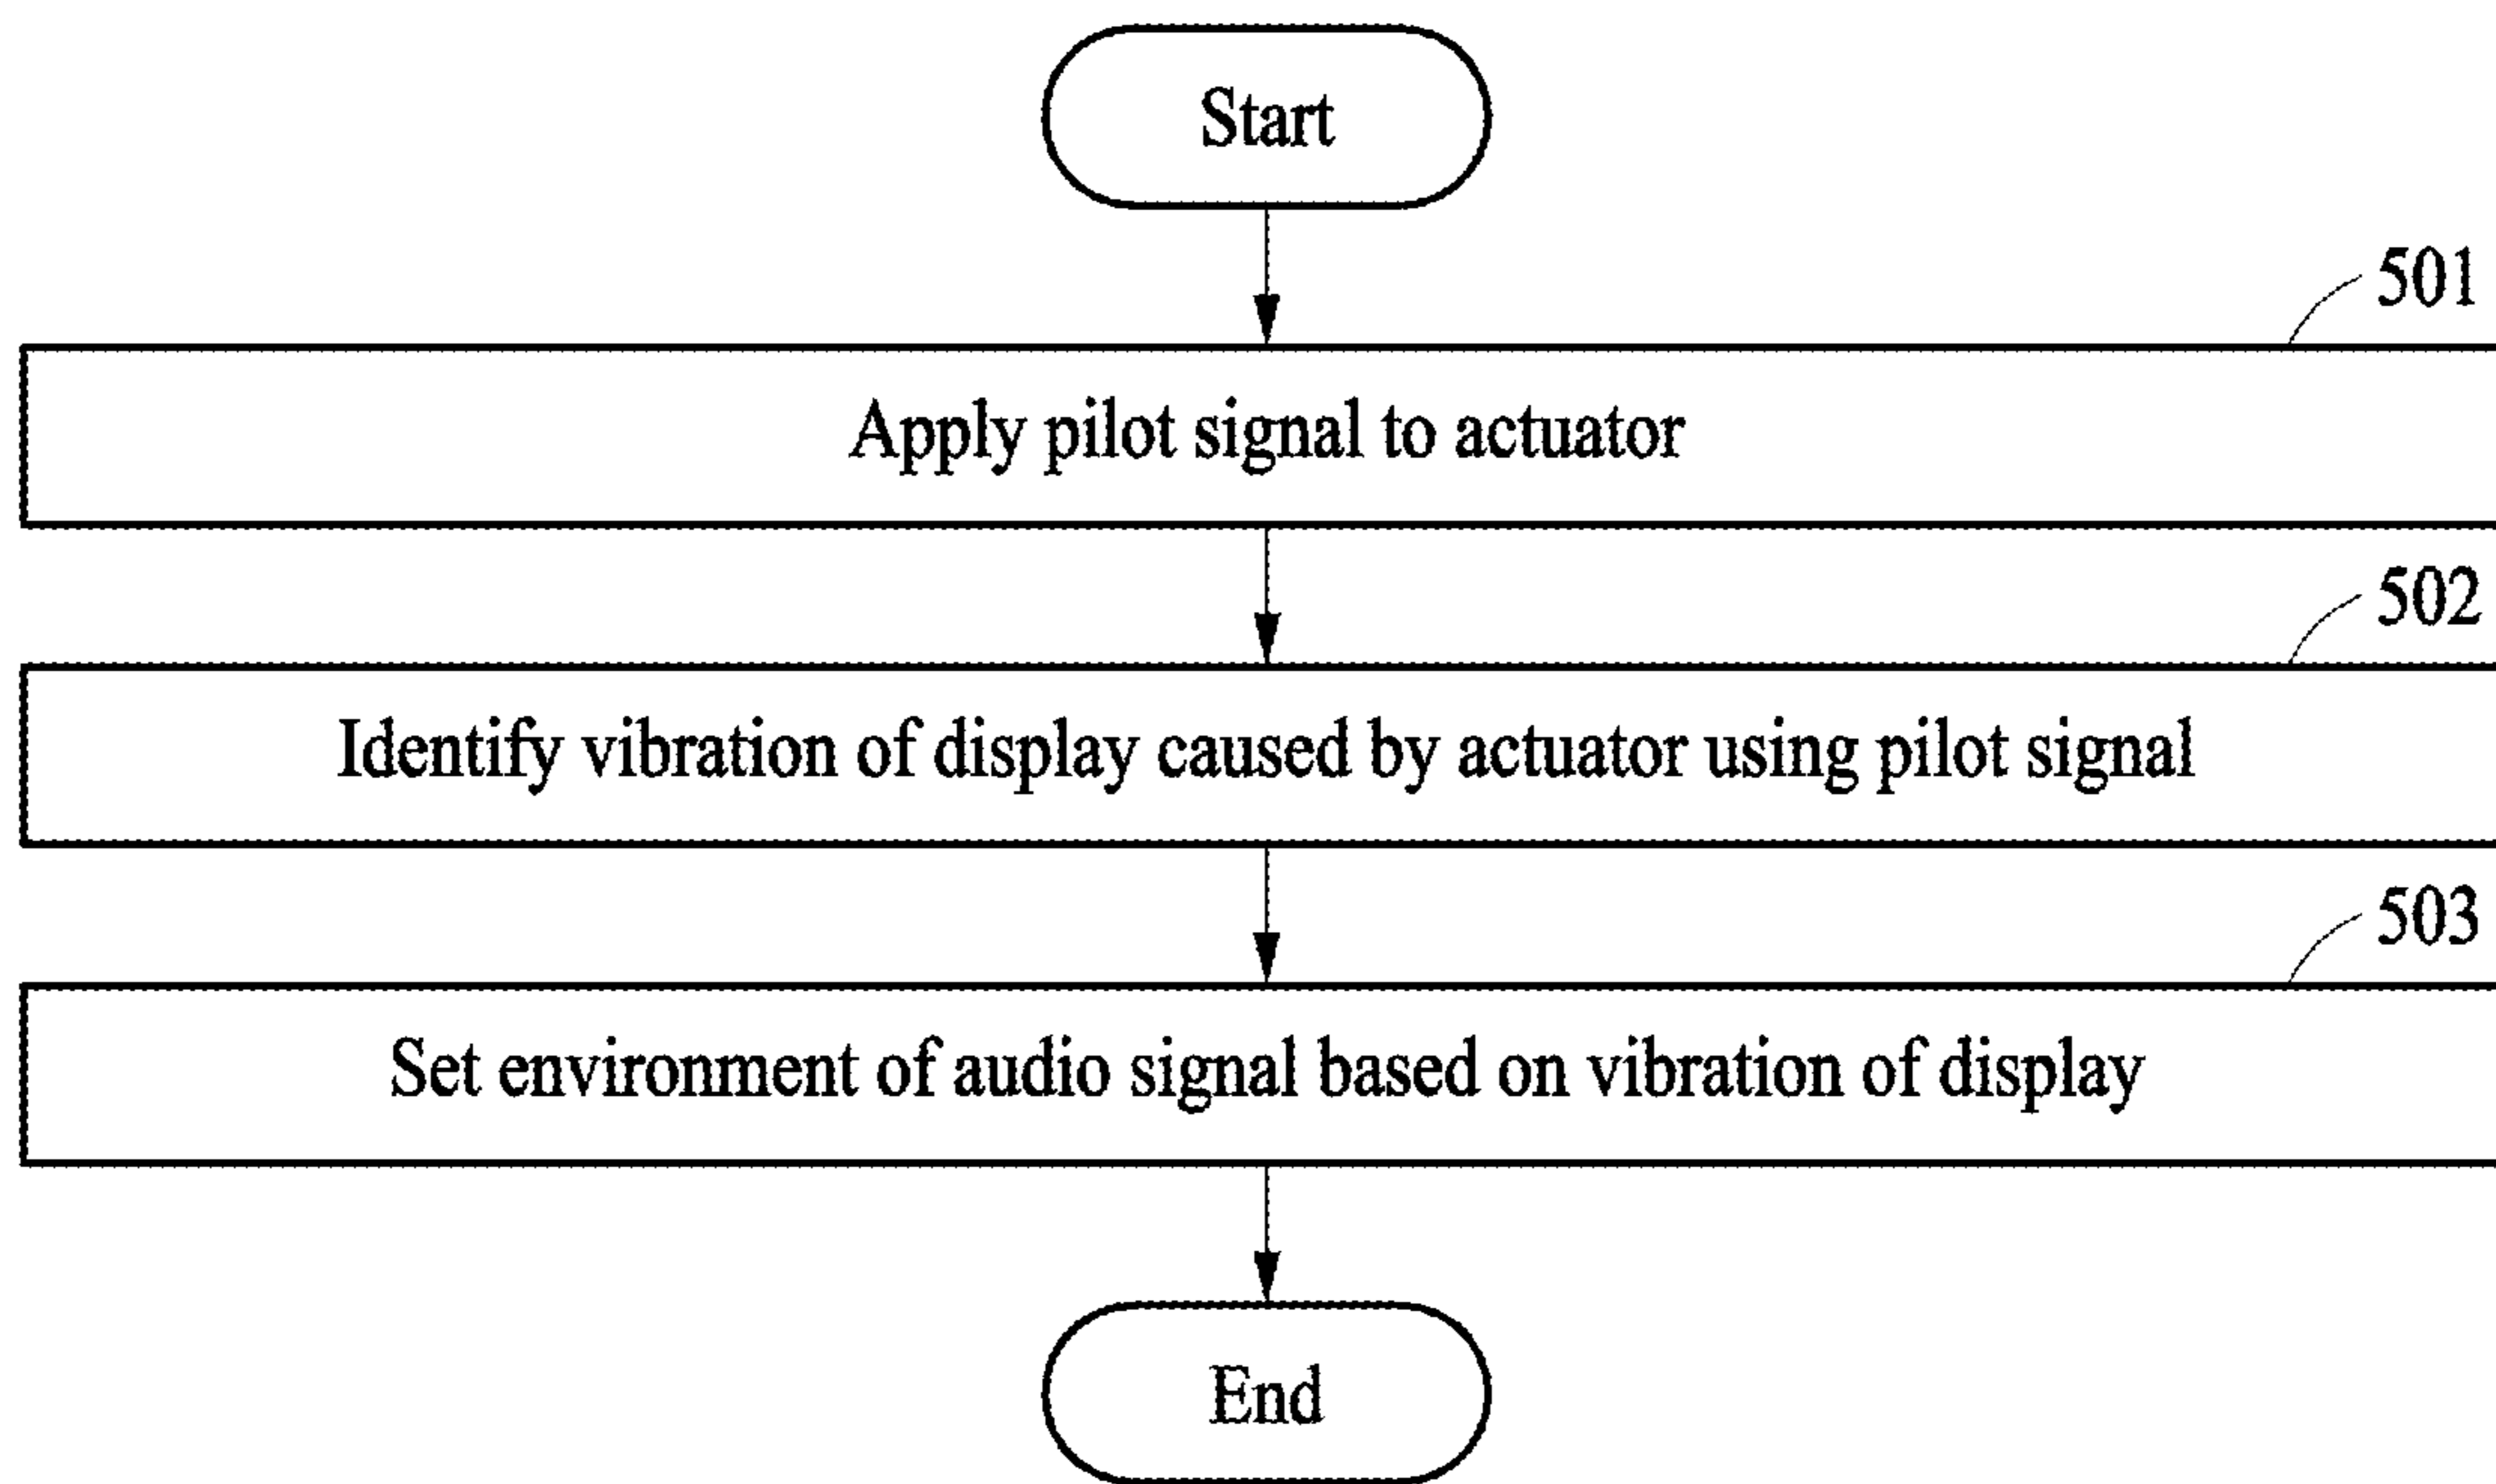 Start
501
Apply pilot signal to actuator
502
Identify vibration of display caused by actuator using pilot signal
503
Set environment of audio signal based on vibration of display
End